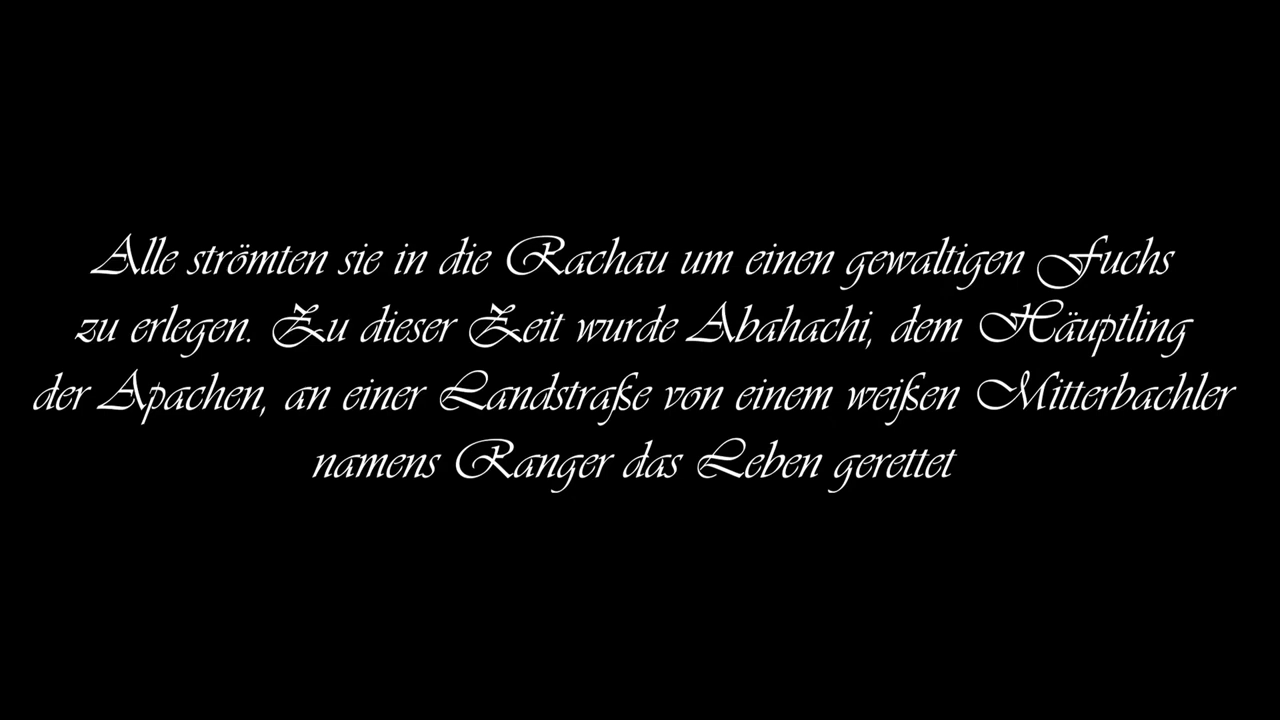 Alle strömten sie in die Rachau um einen gewaltigen Fuchs
zu erlegen. Zu dieser Zeit wurde Abahachi, dem Häuptling
der Apachen, an einer Landstraße von einem weißen Mitterbachler
namens Ranger das Leben gerettet